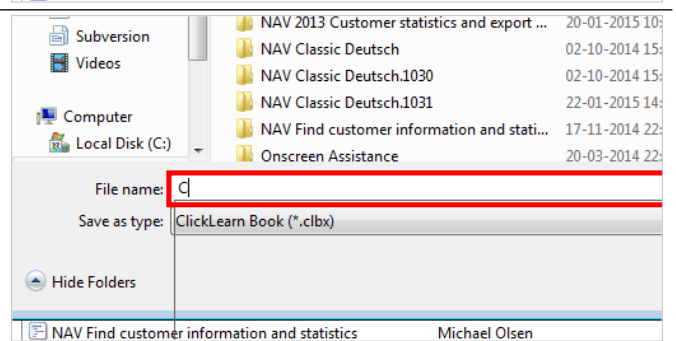 NAV 2013 Customer statistics and export ... 20-01-2015 10:
Subversion
NAV Classic Deutsch 02-10-2014 15:
Videos
NAV Classic Deutsch.1030 02-10-2014 15:
NAV Classic Deutsch.1031 22-01-2015 14:
Computer
NAV Find customer information and stati... 17-11-2014 22:
Local Disk (C:)
Onscreen Assistance 20-03-2014 22:
File name: C
Save as type: ClickLearn Book (*.clbx)
Hide Folders
NAV Find customer information and statistics Michael Olsen